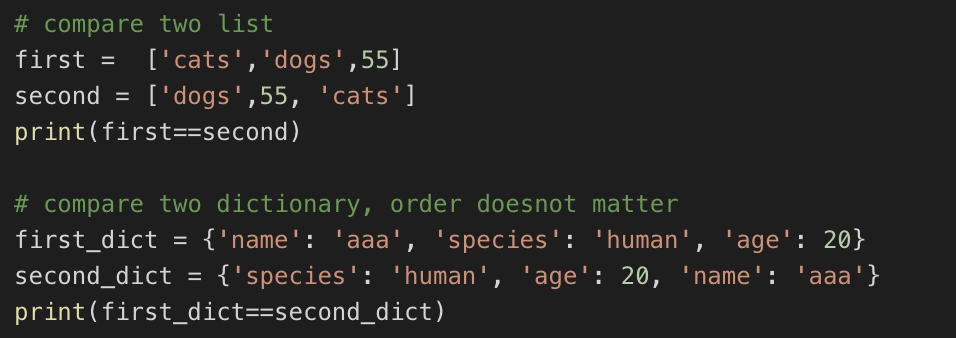 # compare two list
first =  ['cats','dogs',55]
second = ['dogs',55, 'cats']
print(first==second)
# compare two dictionary, order doesnot matter
first_dict = {'name': 'aaa', 'species': 'human', 'age': 20}
second_dict = {'species': 'human', 'age': 20, 'name': 'aaa'}
print(first_dict==second_dict)